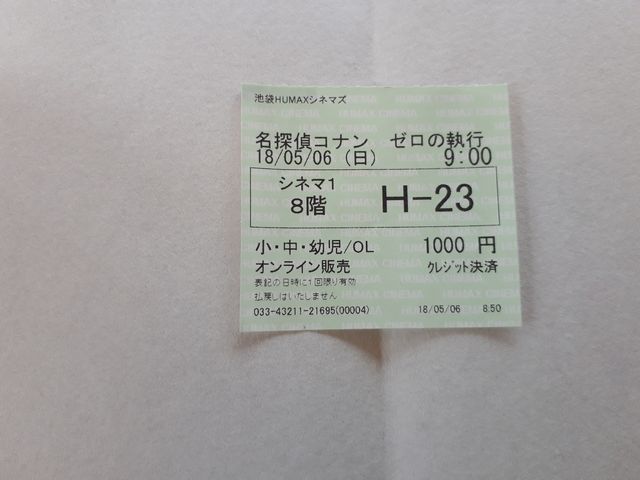 池袋HUMAXシネマズ
名探偵コナン ゼロの執行
18/05/06 (日) 9:00
シネマ1
8階 H-23
小・中・幼児/OL 1000 円
オンライン販売 クレジット決済
表記の日時に1回限り有効
払戻しはいたしません
033-43211-21695(00004) 18/05/06 8.50